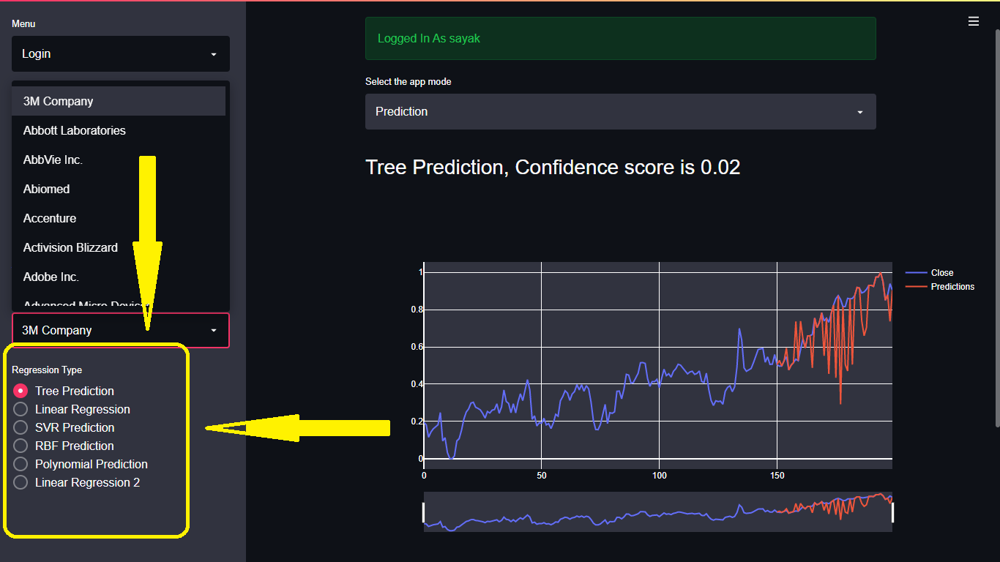 Menu
Login
3M Company
Abbott Laboratories
AbbVie Inc.
Abiomed
Accenture
Activision Blizzard
Adobe Inc.
Advanced Micro
3M Company
Regression Type
Tree Prediction
Linear Regression
SVR Prediction
RBF Prediction
Polynomial Prediction
Linear Regression 2
Logged In As sayak
Select the app mode
Prediction
Tree Prediction, Confidence score is 0.02
1
0.8
0.6
0.4
0.2
0
0 50 100 150
Close
Predictions